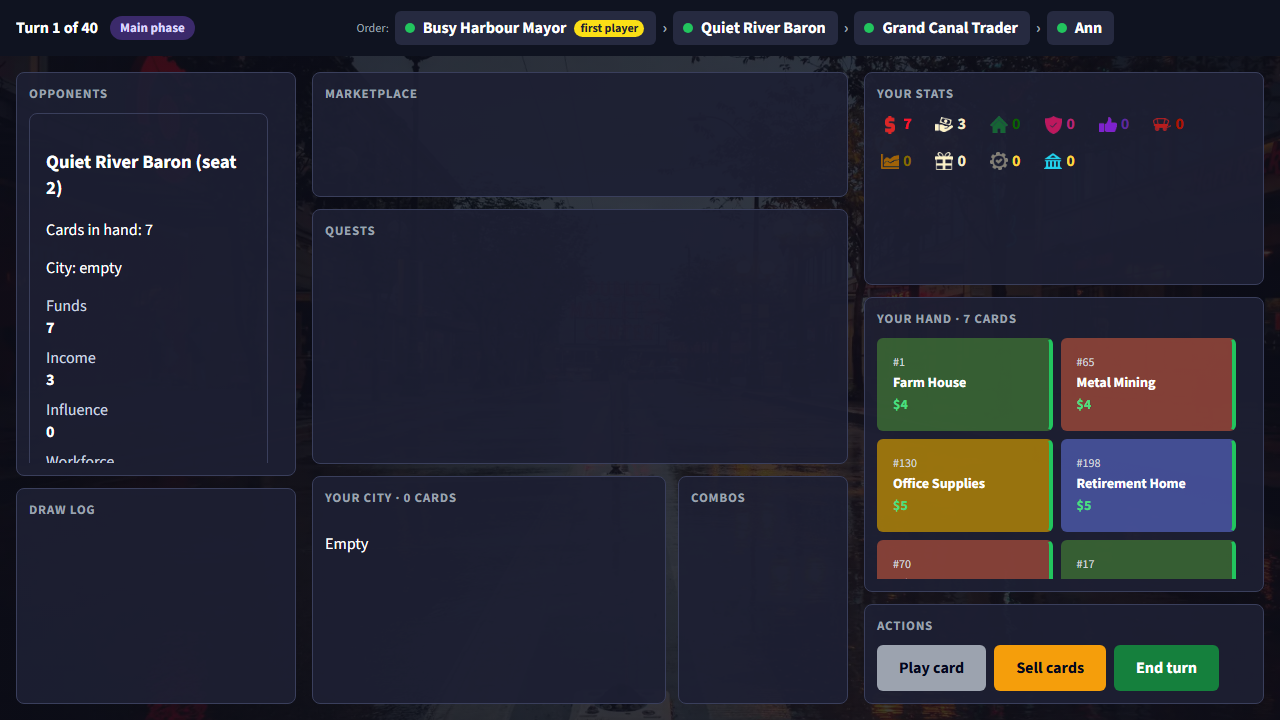 Turn 1 of 40 Main phase Order: Busy Harbour Mayor first player › Quiet River Baron › Grand Canal Trader › Ann
OPPONENTS
Quiet River Baron (seat
2)
Cards in hand: 7
City: empty
Funds
7
Income
3
Influence
0
Workforce
DRAW LOG
MARKETPLACE
QUESTS
YOUR CITY · 0 CARDS
Empty
COMBOS
YOUR STATS
7 3 0 0 0 0
0 0 0 0
YOUR HAND · 7 CARDS
#1
Farm House
$4
#65
Metal Mining
$4
#130
Office Supplies
$5
#198
Retirement Home
$5
#70
#17
ACTIONS
Play card Sell cards End turn